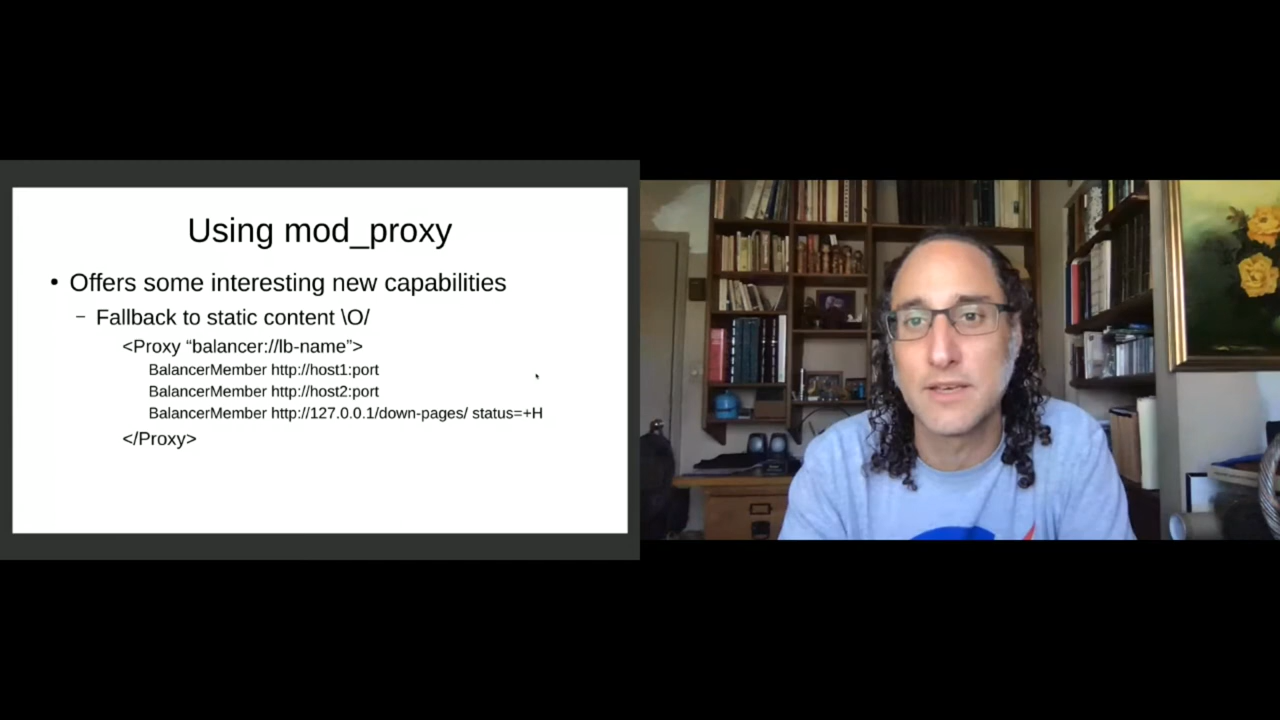 Using mod_proxy
• Offers some interesting new capabilities
– Fallback to static content \O/
<Proxy “balancer://lb-name”>
BalancerMember http://host1:port
BalancerMember http://host2:port
BalancerMember http://127.0.0.1/down-pages/ status=+H
</Proxy>